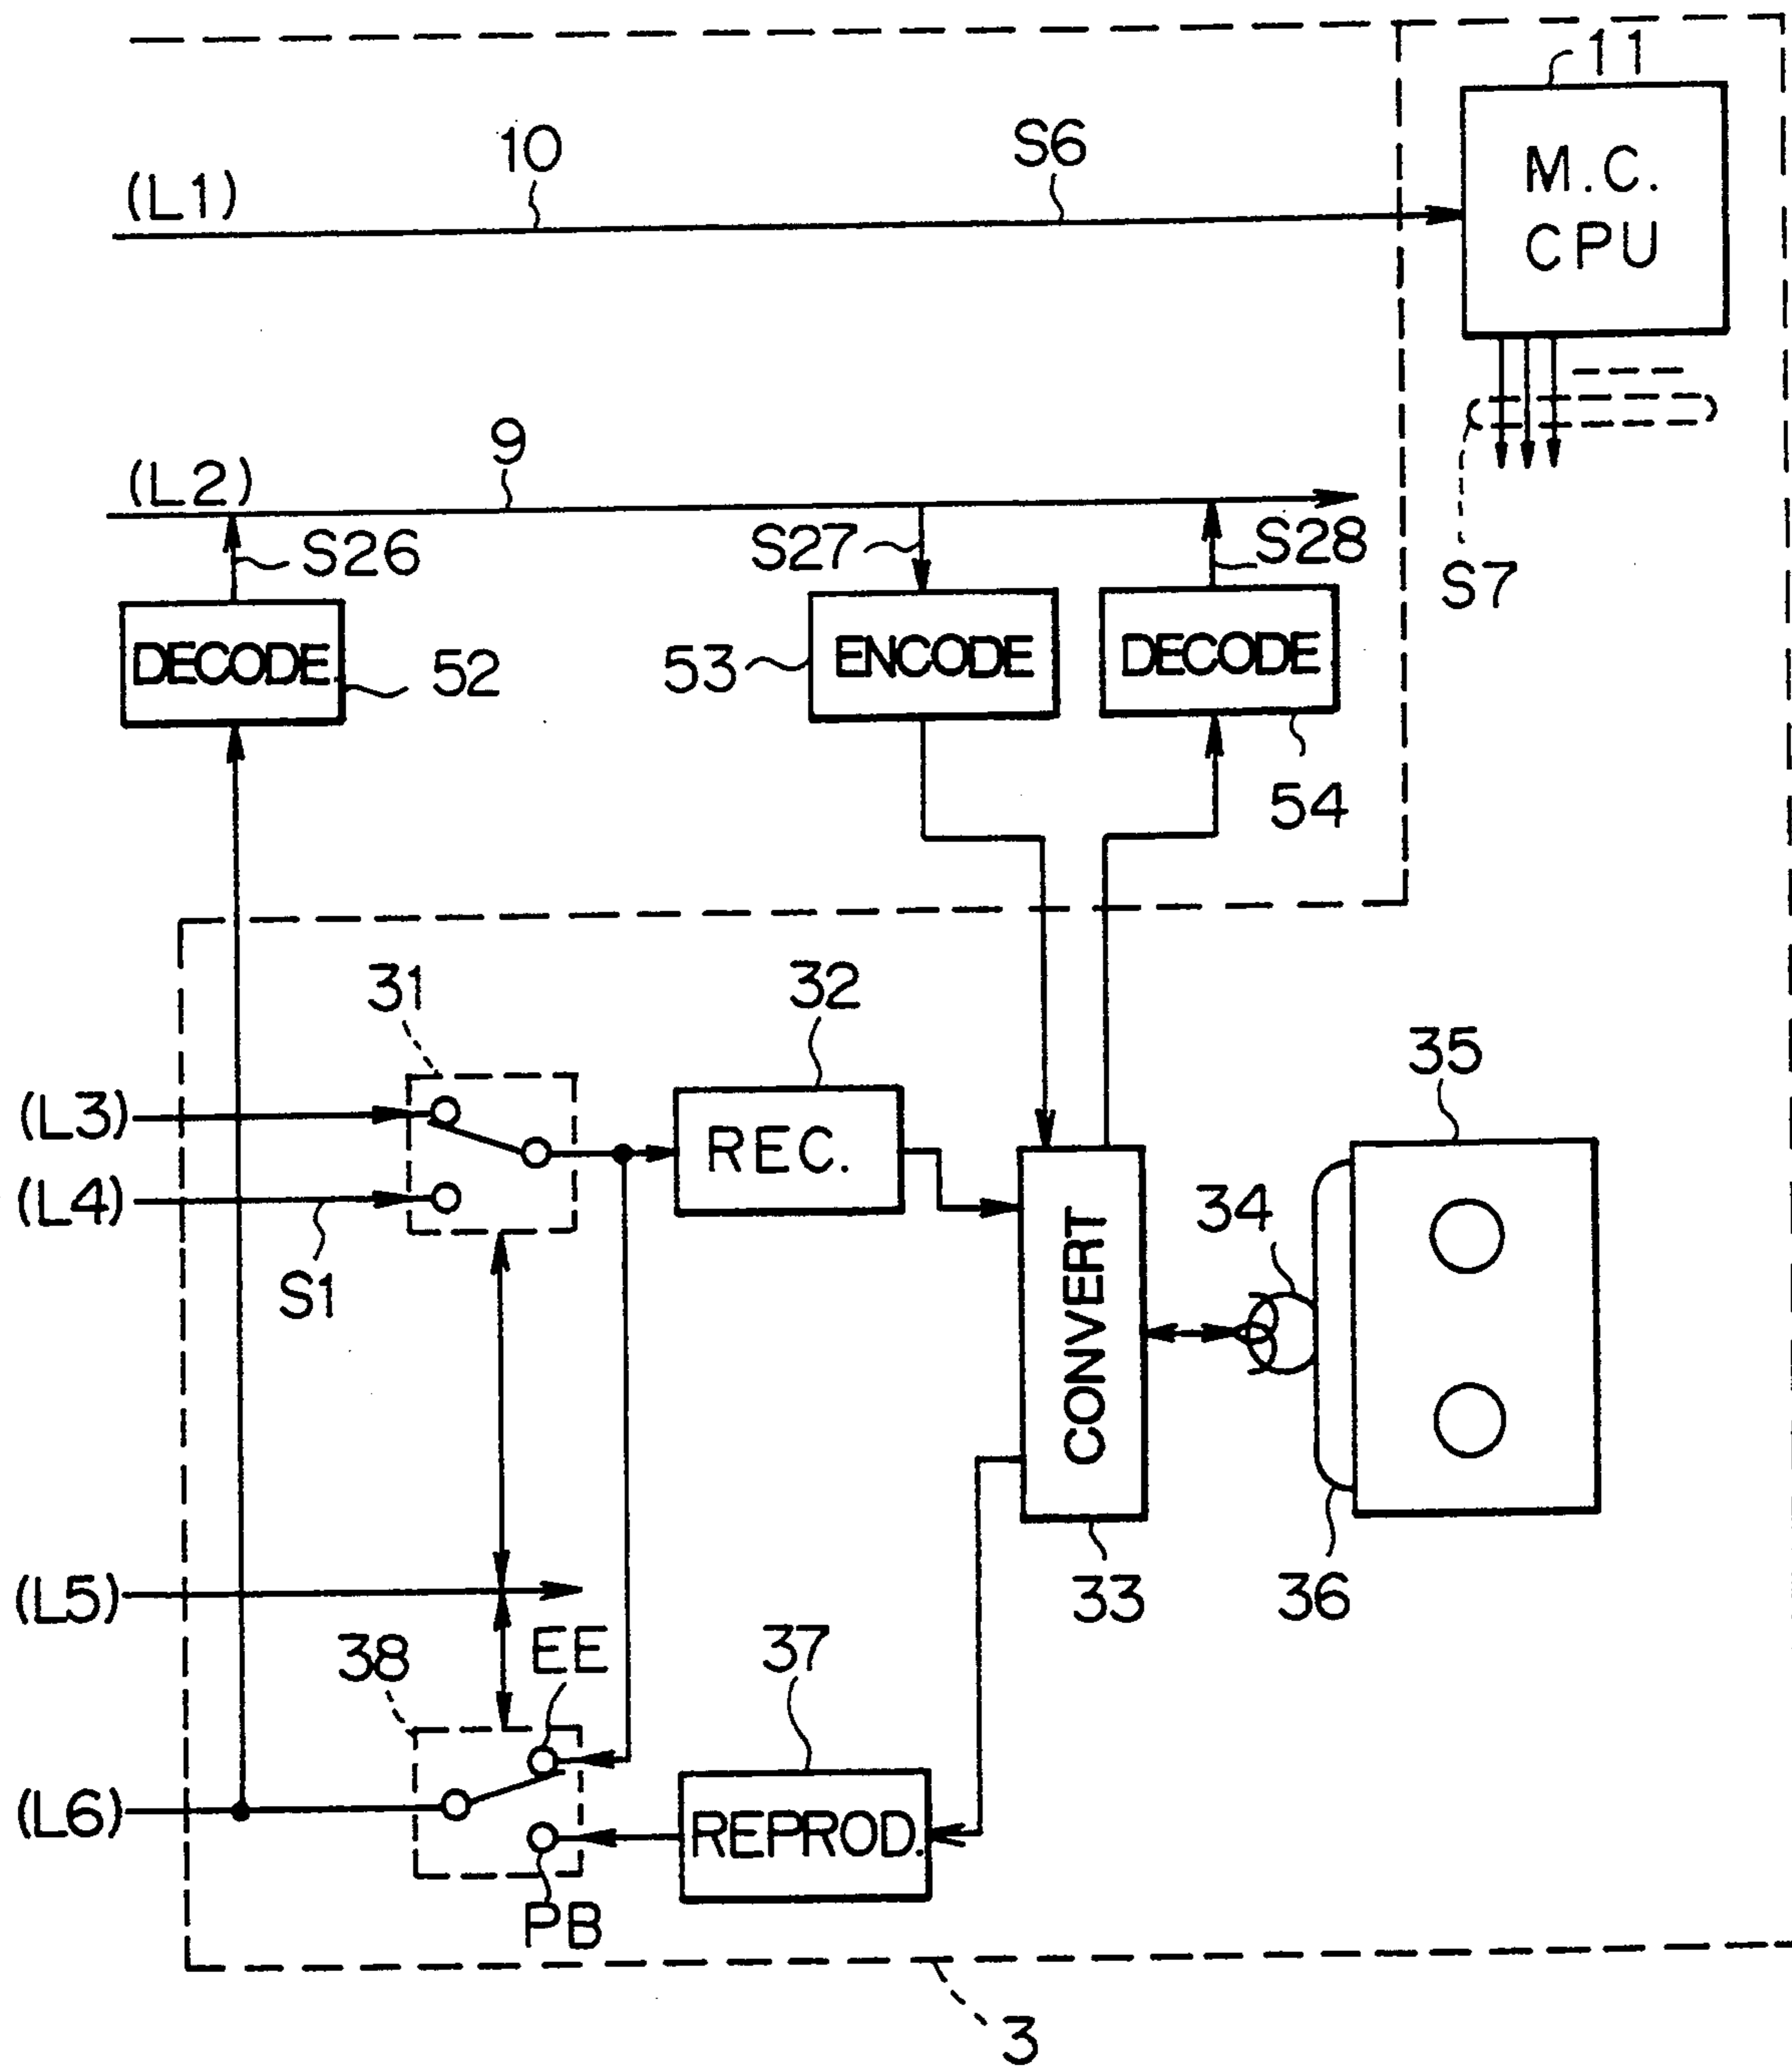 11
10
S6
(L1)
M.C.
CPU
9
(L2)
S26
S27
S28
S7
DECODE.
52
53
ENCODE
DECODE
54
31
32
35
(L3)
REC.
(L4)
34
S1
CONVERT
(L5)
33
36
38
EE
37
(L6)
REPROD.
PB
3